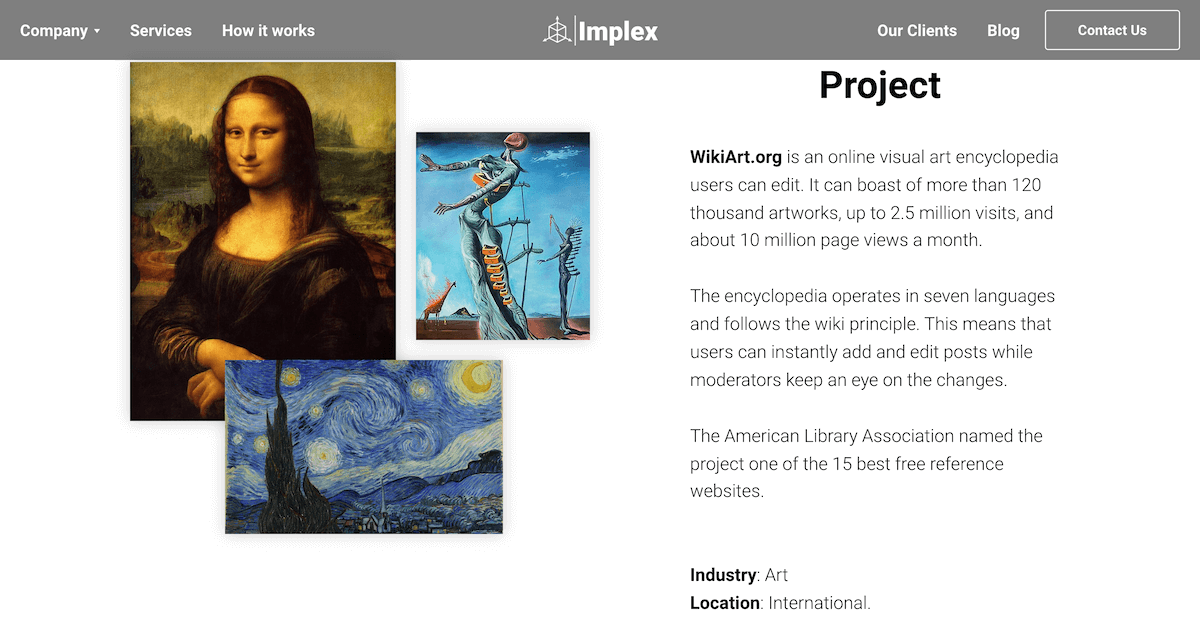 Company
Services
How it works
Implex
Our Clients
Blog
Contact Us
Project
WikiArt.org is an online visual art encyclopedia
users can edit. It can boast of more than 120
thousand artworks, up to 2.5 million visits, and
about 10 million page views a month.
The encyclopedia operates in seven languages
and follows the wiki principle. This means that
users can instantly add and edit posts while
moderators keep an eye on the changes.
The American Library Association named the
project one of the 15 best free reference
websites.
Industry: Art
Location: International.